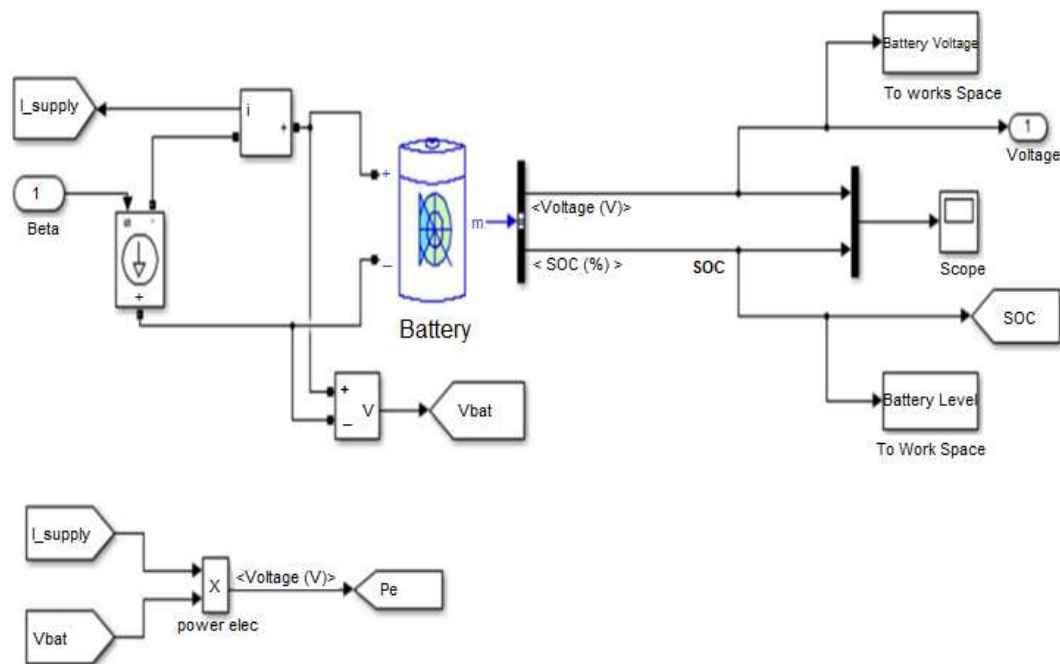 Battery Voltage
To works Space
I_supply
i
+
1
Voltage
1
Beta
+
+
m
<Voltage (V)>
Scope
–
< SOC (%) >
SOC
SOC
Battery
+
V
–
Vbat
Battery Level
To Work Space
I_supply
X
<Voltage (V)>
Pe
power elec
Vbat